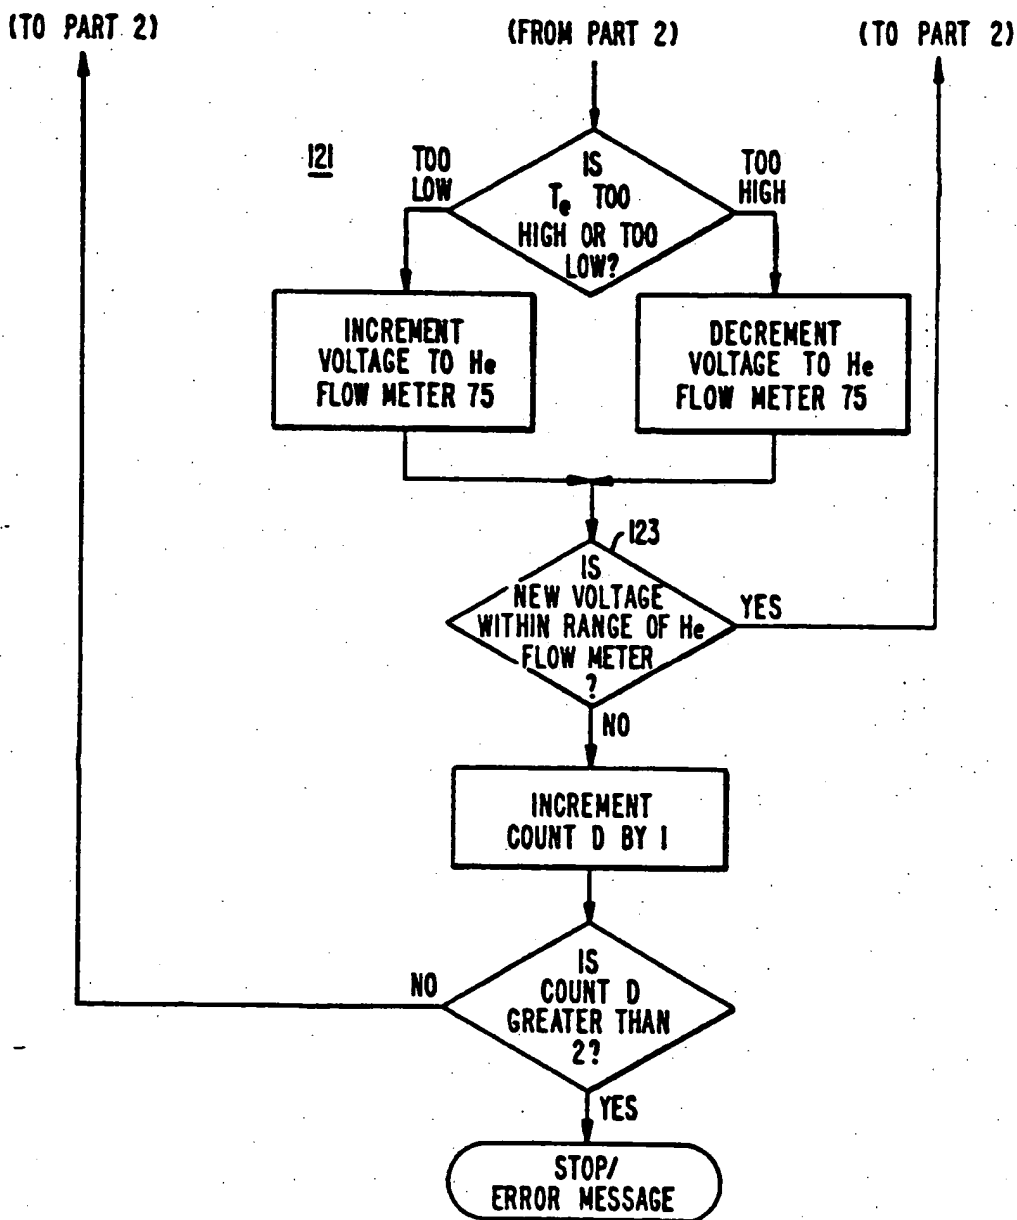 (TO PART 2)
(FROM PART 2)
(TO PART 2)
121
TOO
LOW
IS
Te TOO
HIGH OR TOO
LOW?
TOO
HIGH
INCREMENT
VOLTAGE TO He
FLOW METER 75
DECREMENT
VOLTAGE TO He
FLOW METER 75
123
IS
NEW VOLTAGE
WITHIN RANGE OF He
FLOW METER
?
YES
NO
INCREMENT
COUNT D BY 1
IS
COUNT D
GREATER THAN
2?
NO
YES
STOP/
ERROR MESSAGE